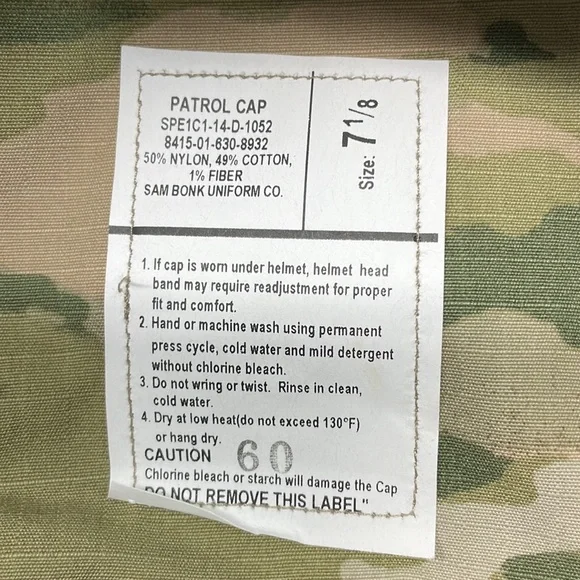 PATROL CAP
SPE1C1-14-D-1052
8415-01-630-8932
50% NYLON, 49% COTTON,
1% FIBER
SAM BONK UNIFORM CO.
Size: 7 1/8
1. If cap is worn under helmet, helmet head
band may require readjustment for proper
fit and comfort.
2. Hand or machine wash using permanent
press cycle, cold water and mild detergent
without chlorine bleach.
3. Do not wring or twist. Rinse in clean,
cold water.
4. Dry at low heat(do not exceed 130°F)
or hang dry.
CAUTION 60
Chlorine bleach or starch will damage the Cap
DO NOT REMOVE THIS LABEL"